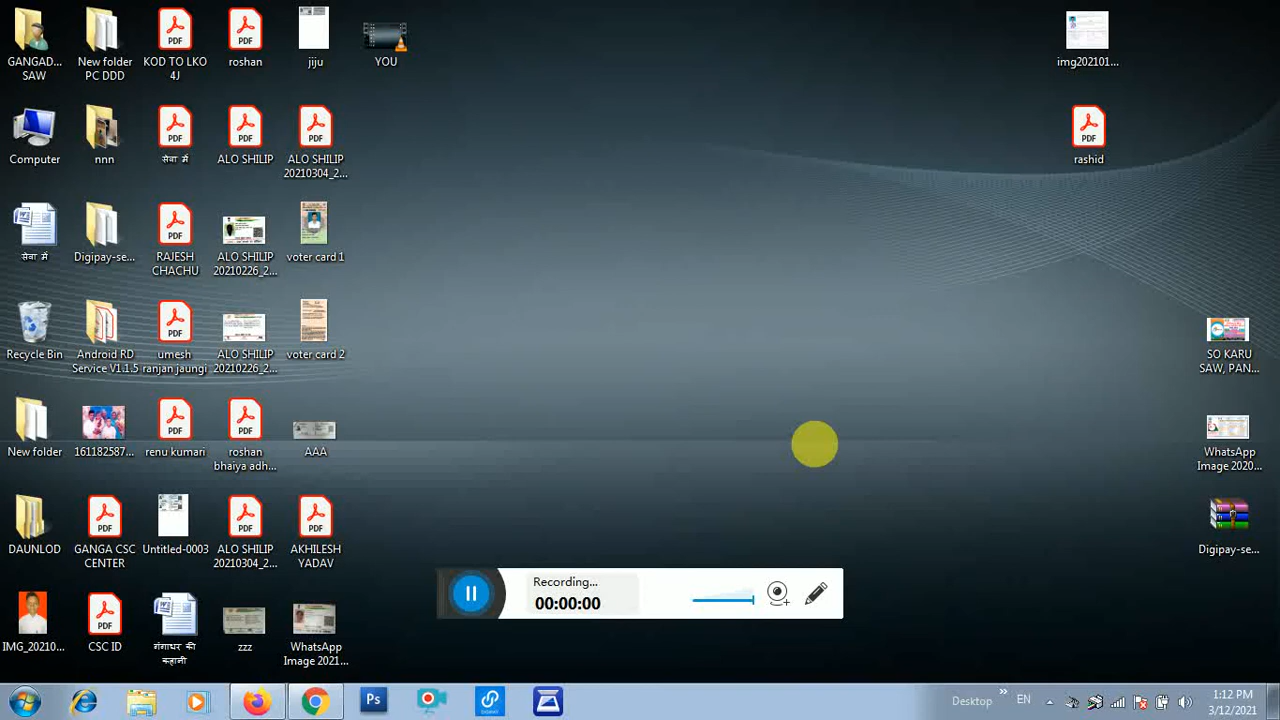 GANGAD...
SAW
New folder
PC DDD
KOD TO LKO
4J
roshan
jiju
YOU
img202101...
Computer
nnn
सेवा में
ALO SHILIP
ALO SHILIP
20210304_2...
rashid
सेवा में
Digipay-se...
RAJESH
CHACHU
ALO SHILIP
20210226_2...
voter card 1
Recycle Bin
Android RD
Service V1.1.5
umesh
ranjan jaungi
ALO SHILIP
20210226_2...
voter card 2
SO KARU
SAW, PAN...
New folder
161182587...
renu kumari
roshan
bhaiya adh...
AAA
WhatsApp
Image 2020...
DAUNLOD
GANGA CSC
CENTER
Untitled-0003
ALO SHILIP
20210304_2...
AKHILESH
YADAV
Digipay-se...
Recording...
00:00:00
IMG_20210...
CSC ID
गंगाधर की
कहानी
zzz
WhatsApp
Image 2021...
PDF
PDF
PDF
PDF
PDF
PDF
PDF
PDF
PDF
PDF
PDF
PDF
PDF
PDF
Ps
Desktop
»
EN
1:12 PM
3/12/2021